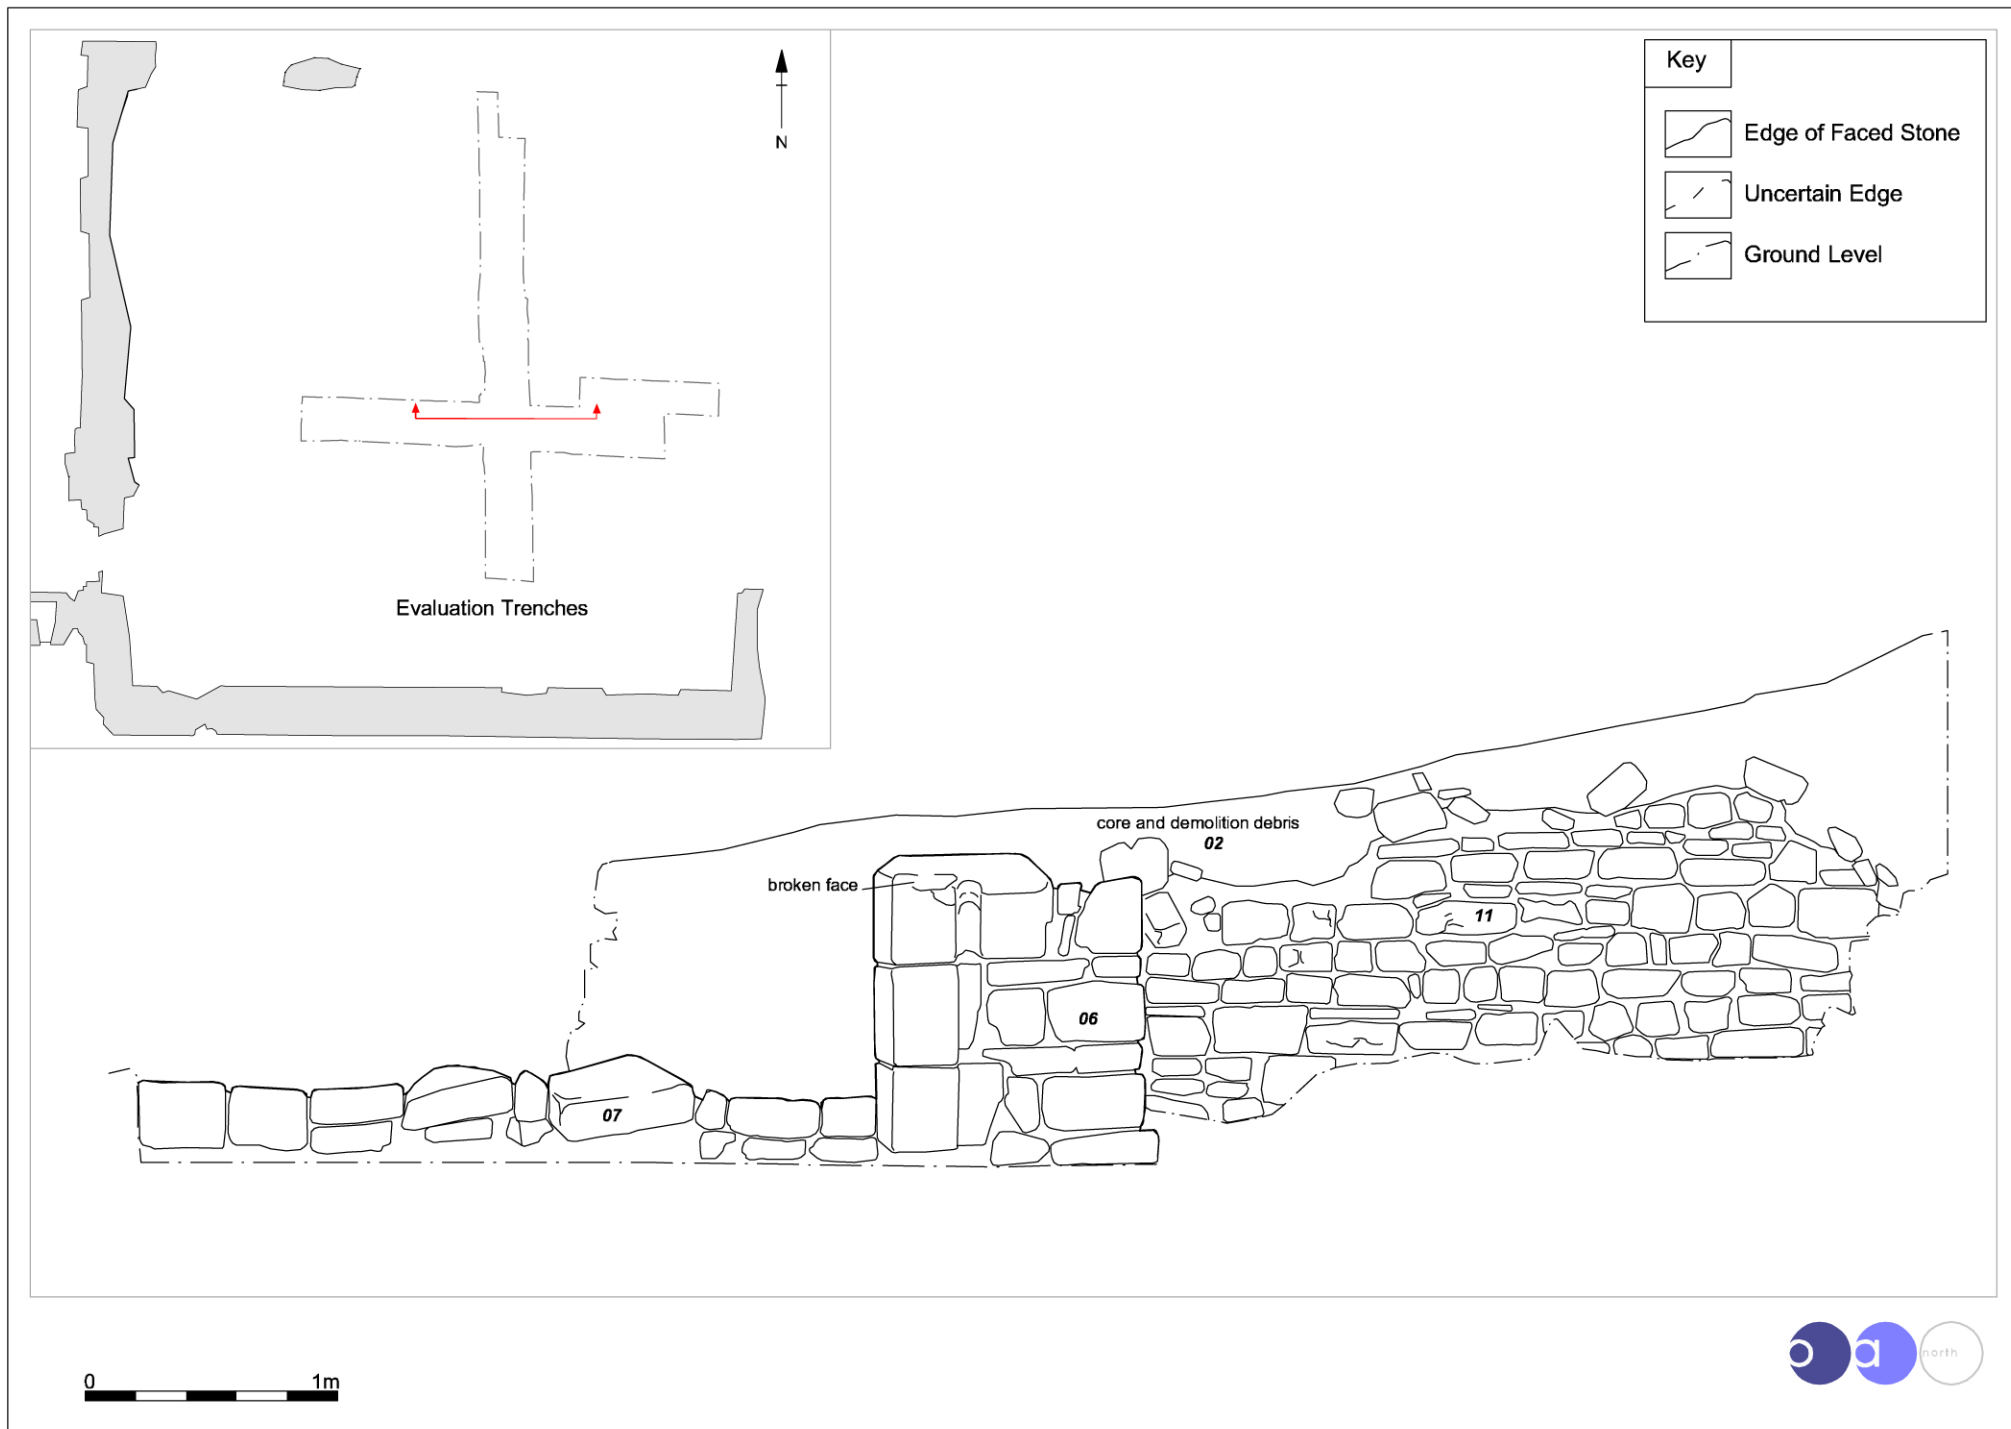 N
Evaluation Trenches
Key
Edge of Faced Stone
Uncertain Edge
Ground Level
core and demolition debris
02
broken face
11
06
07
0
1m
oa
north